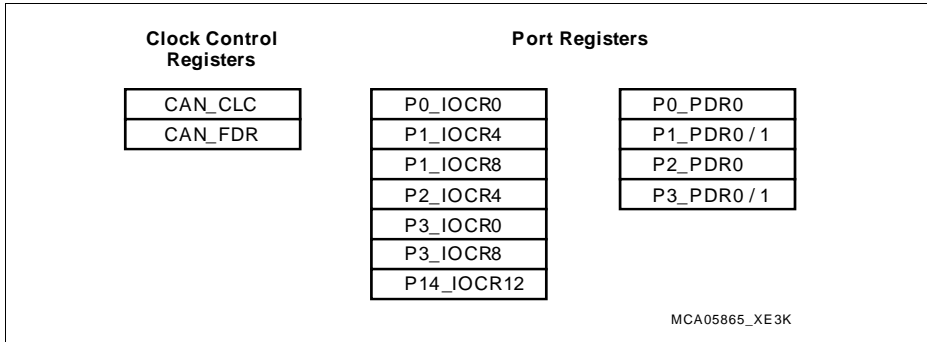 Clock Control
Registers
Port Registers
CAN_CLC
CAN_FDR
P0_IOCR0
P1_IOCR4
P1_IOCR8
P2_IOCR4
P3_IOCR0
P3_IOCR8
P14_IOCR12
P0_PDR0
P1_PDR0 / 1
P2_PDR0
P3_PDR0 / 1
MCA05865_XE3K